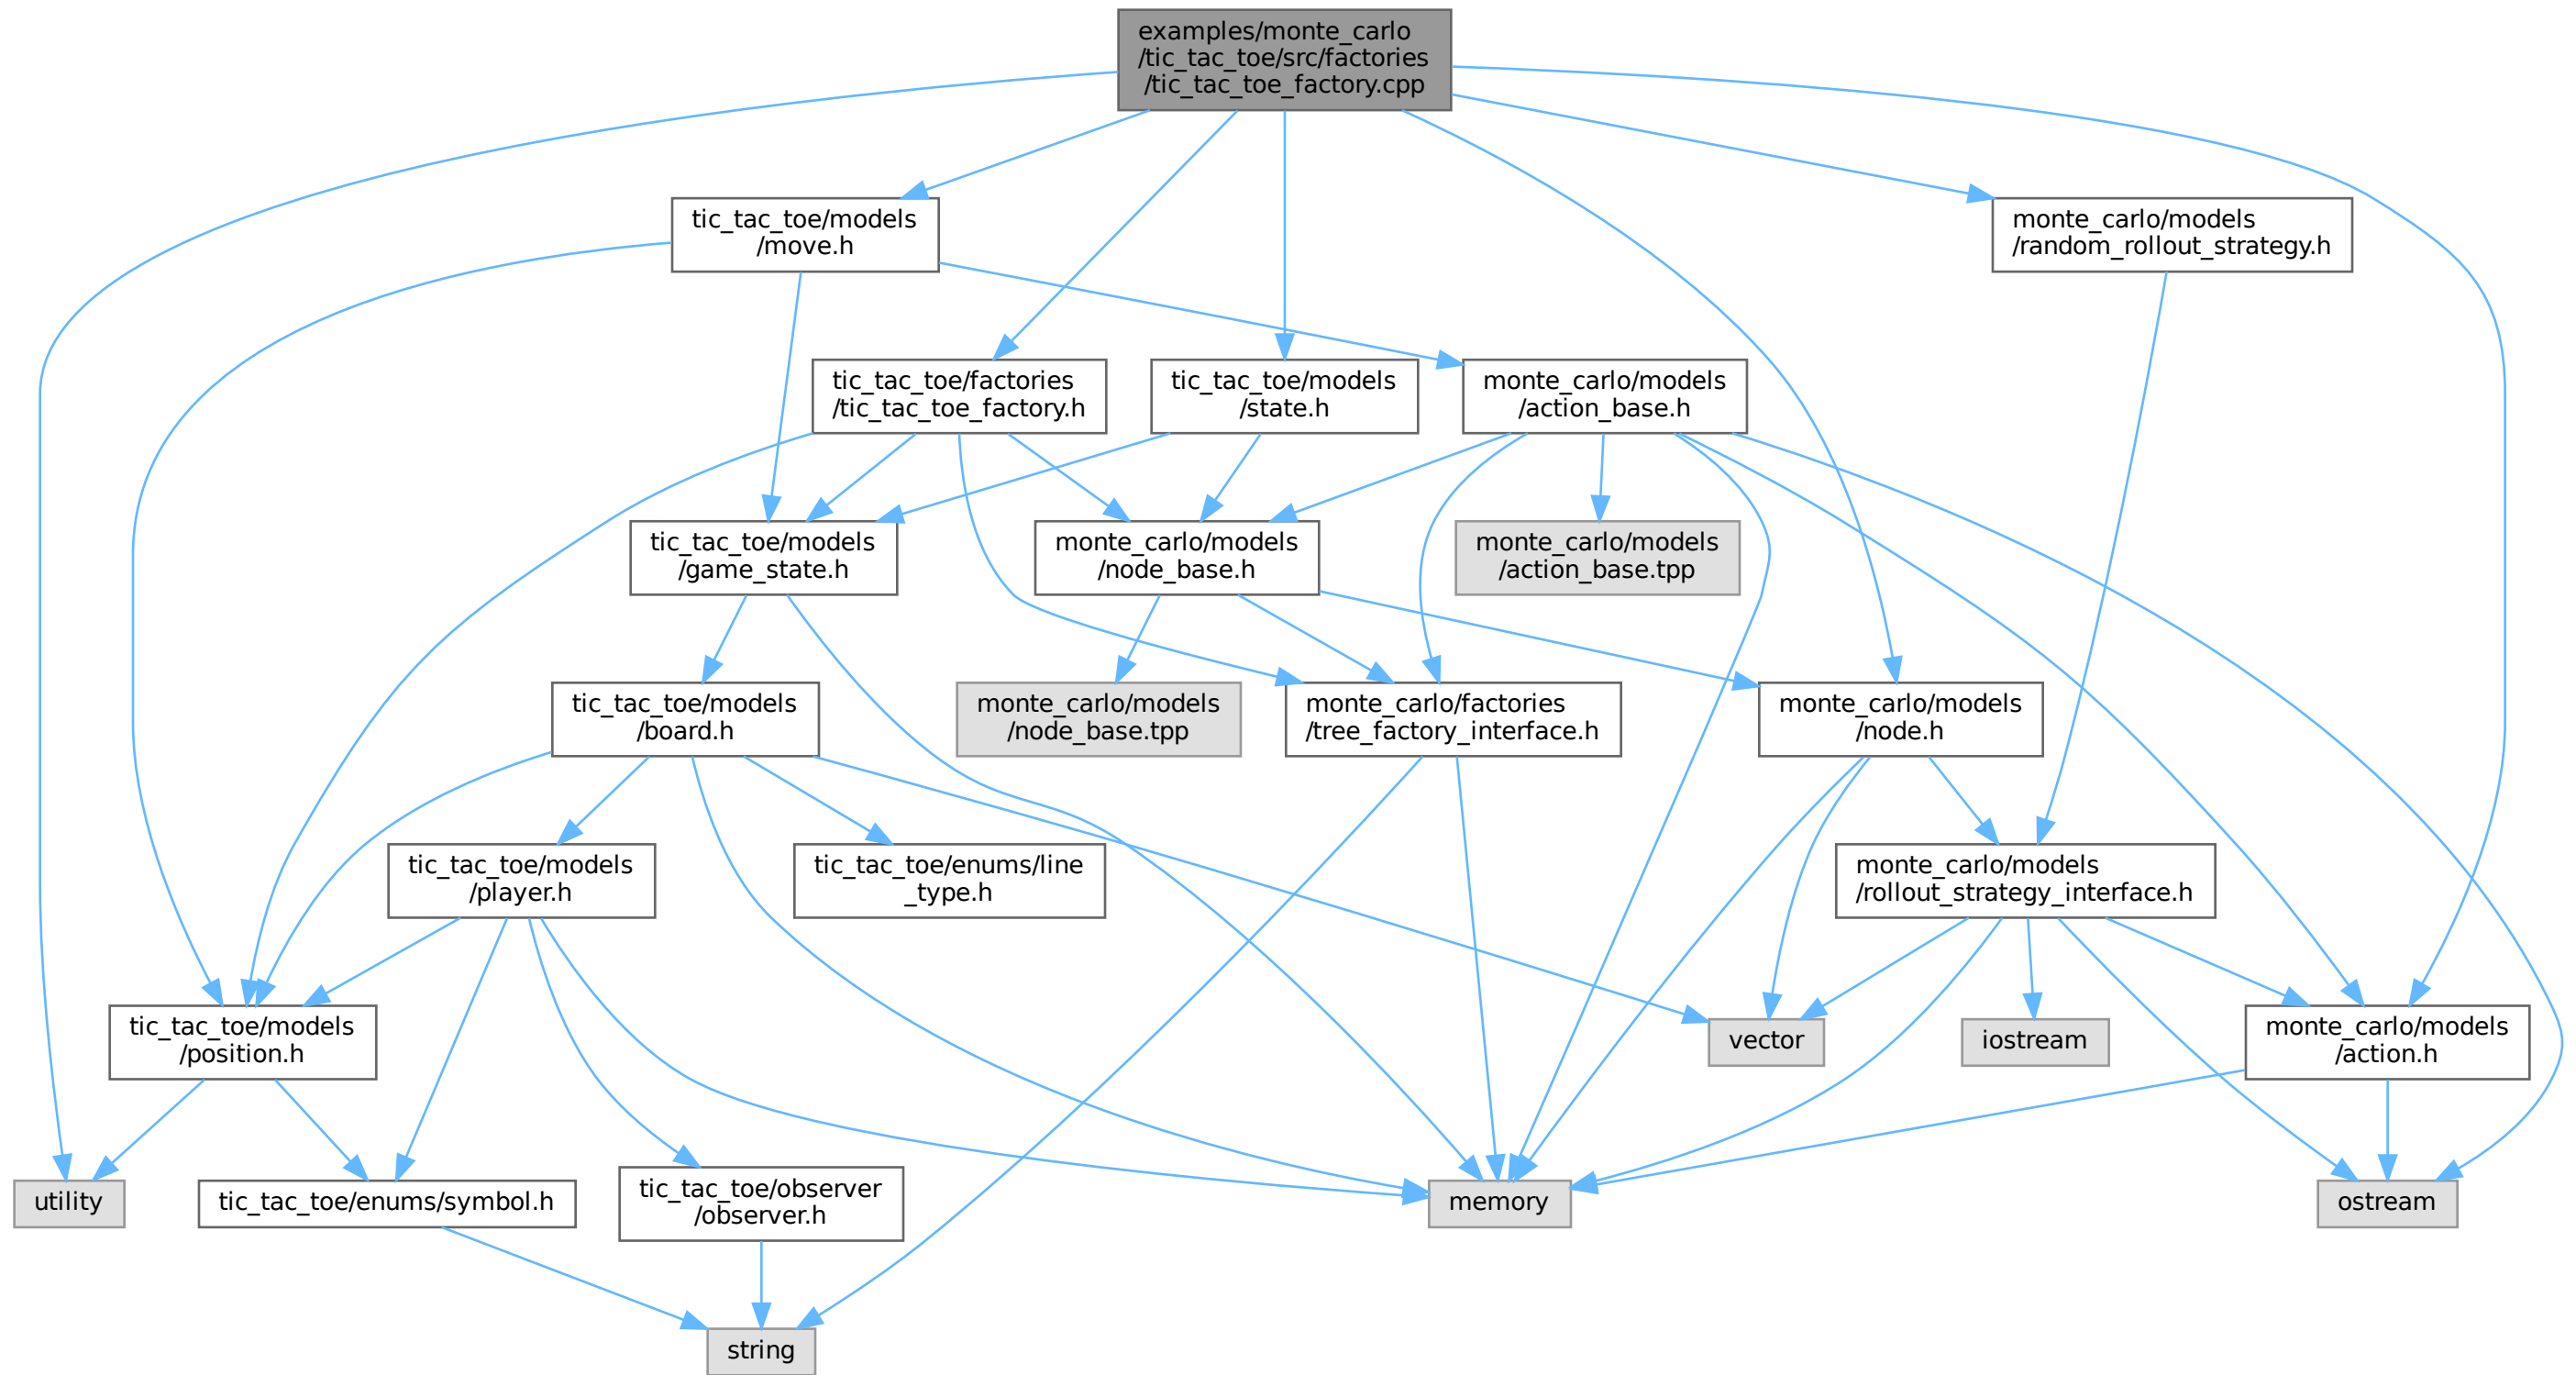 examples/monte_carlo
/tic_tac_toe/src/factories
/tic_tac_toe_factory.cpp
tic_tac_toe/models
/move.h
monte_carlo/models
/random_rollout_strategy.h
tic_tac_toe/factories
/tic_tac_toe_factory.h
tic_tac_toe/models
/state.h
monte_carlo/models
/action_base.h
tic_tac_toe/models
/game_state.h
monte_carlo/models
/node_base.h
monte_carlo/models
/action_base.tpp
tic_tac_toe/models
/board.h
monte_carlo/models
/node_base.tpp
monte_carlo/factories
/tree_factory_interface.h
monte_carlo/models
/node.h
tic_tac_toe/models
/player.h
tic_tac_toe/enums/line
_type.h
monte_carlo/models
/rollout_strategy_interface.h
tic_tac_toe/models
/position.h
vector
iostream
monte_carlo/models
/action.h
utility
tic_tac_toe/enums/symbol.h
tic_tac_toe/observer
/observer.h
memory
ostream
string